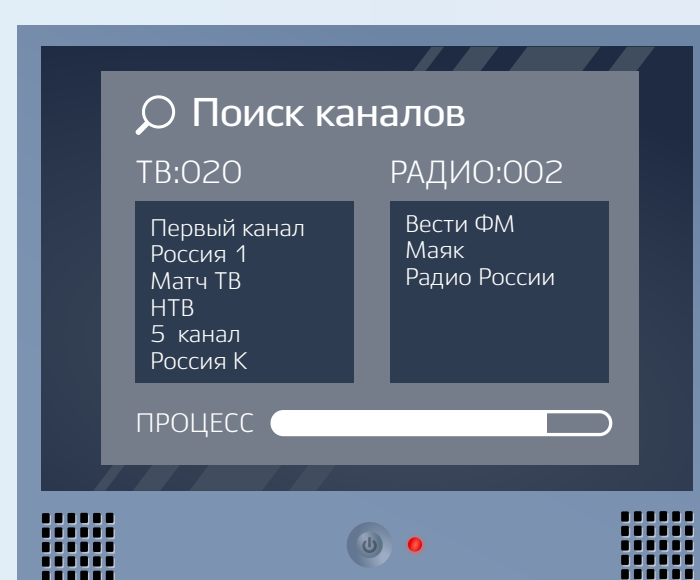 Поиск каналов
ТВ:020
РАДИО:002
Первый канал
Россия 1
Матч ТВ
НТВ
5 канал
Россия К
Вести ФМ
Маяк
Радио России
ПРОЦЕСС